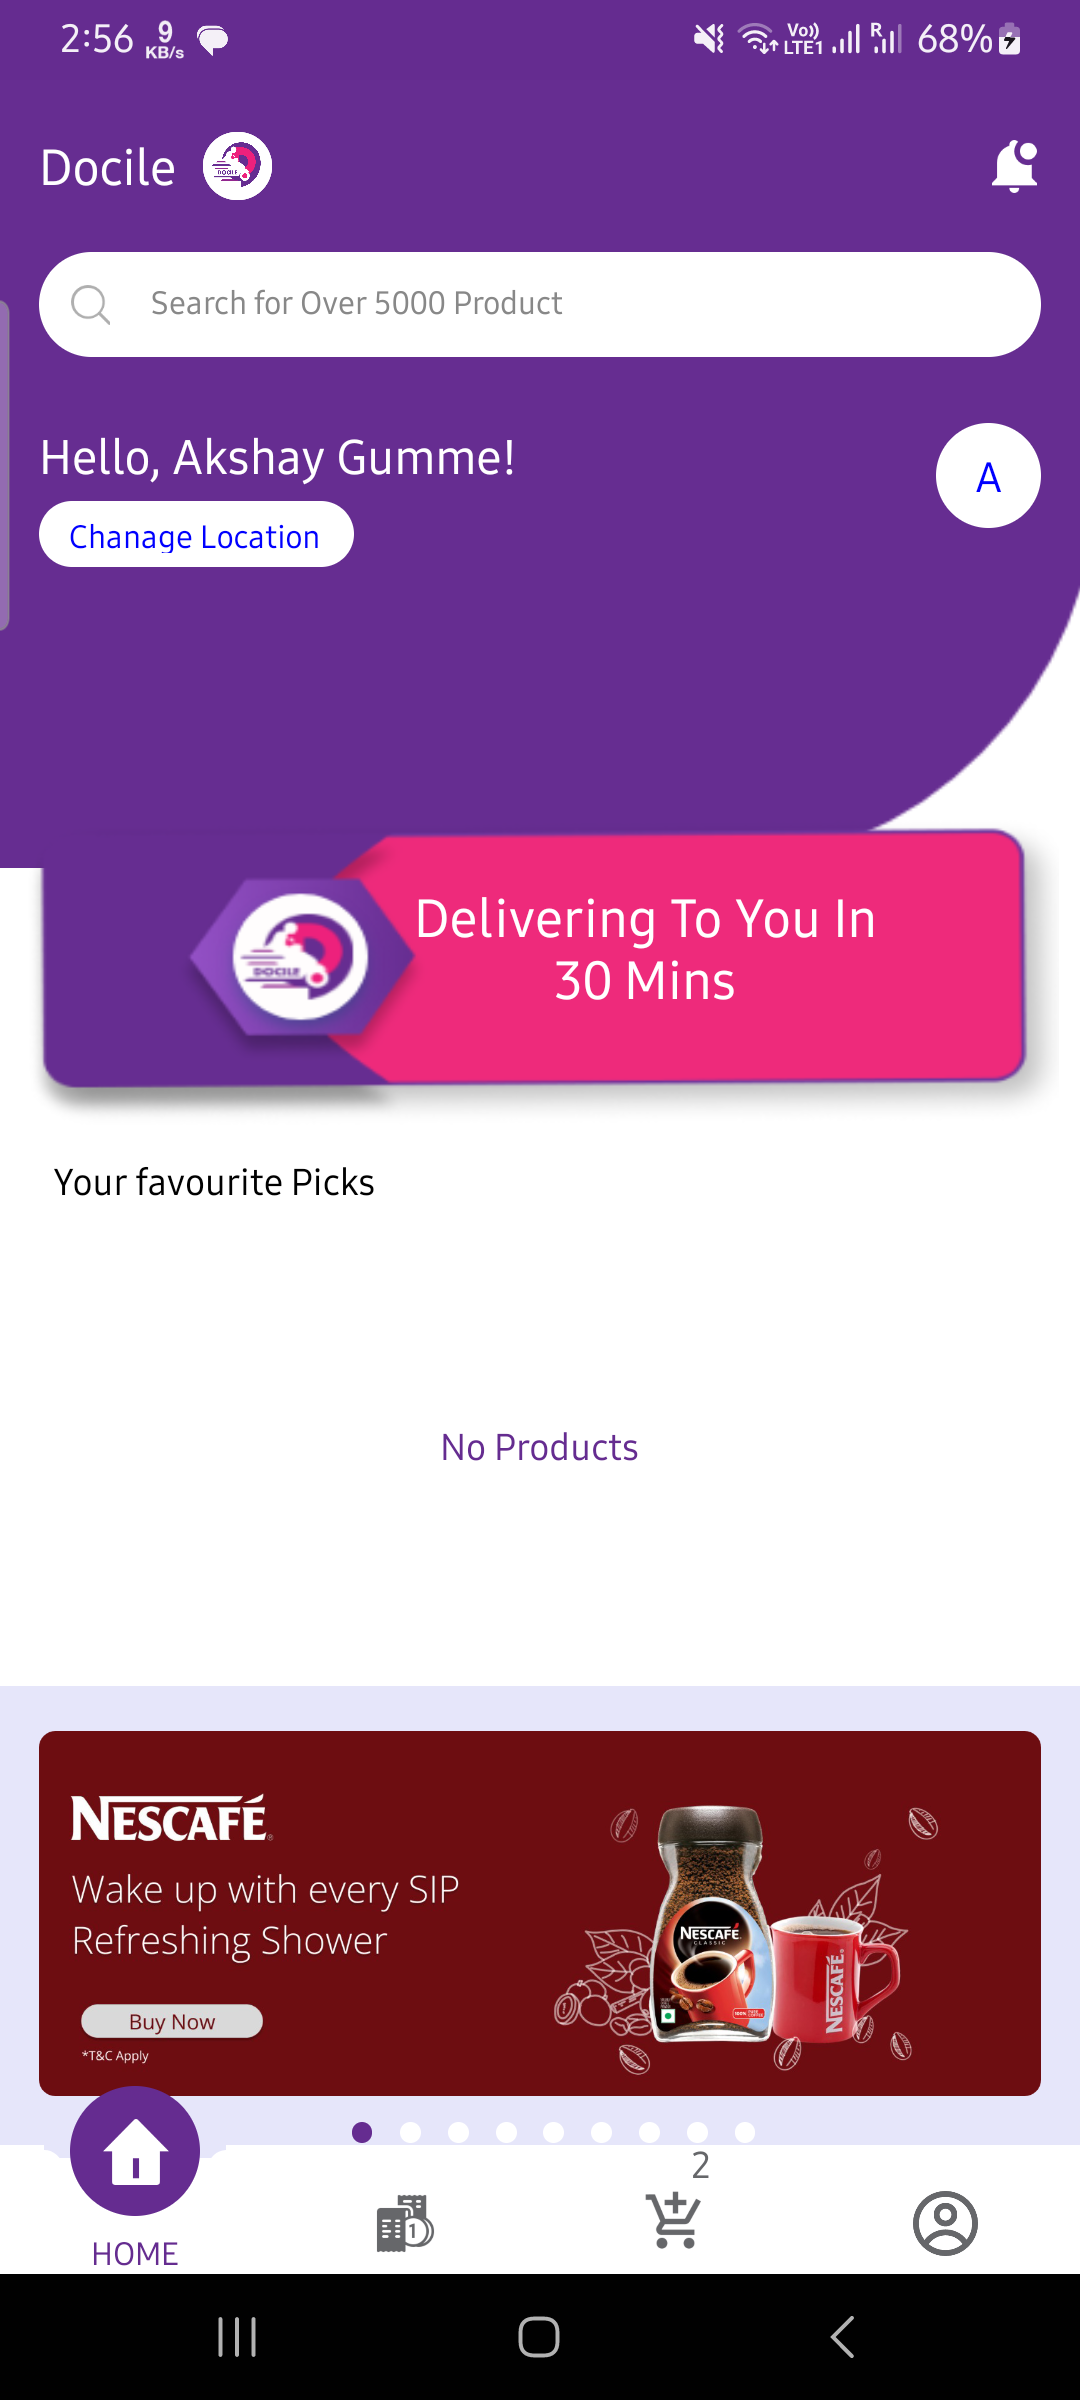 2:56 9 KB/s Vo)) LTE1 R 68%
Docile DOCILE
Search for Over 5000 Product
Hello, Akshay Gumme!
A
Chanage Location
DOCILE
Delivering To You In
30 Mins
Your favourite Picks
No Products
NESCAFÉ
Wake up with every SIP
Refreshing Shower
Buy Now
*T&C Apply
NESCAFÉ
CLASSIC
NESCAFÉ
2
1
HOME